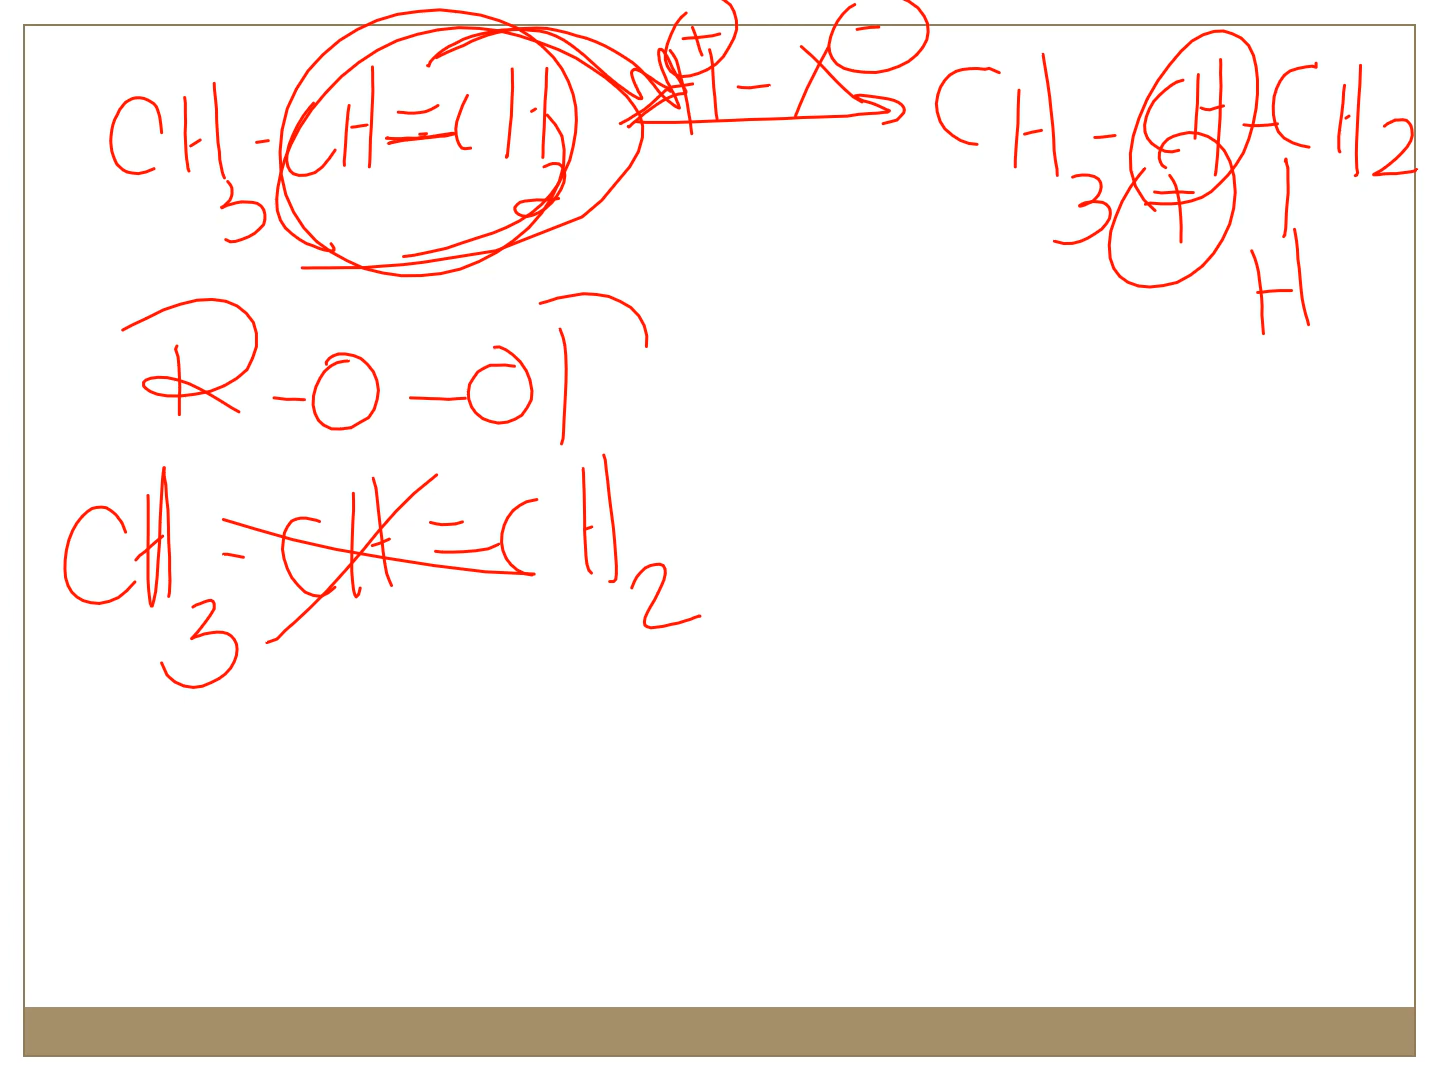 CH3 - CH = CH2 H - X → CH3 - CH - CH2
+ - + H
R - O - O
CH3 - CH = CH2